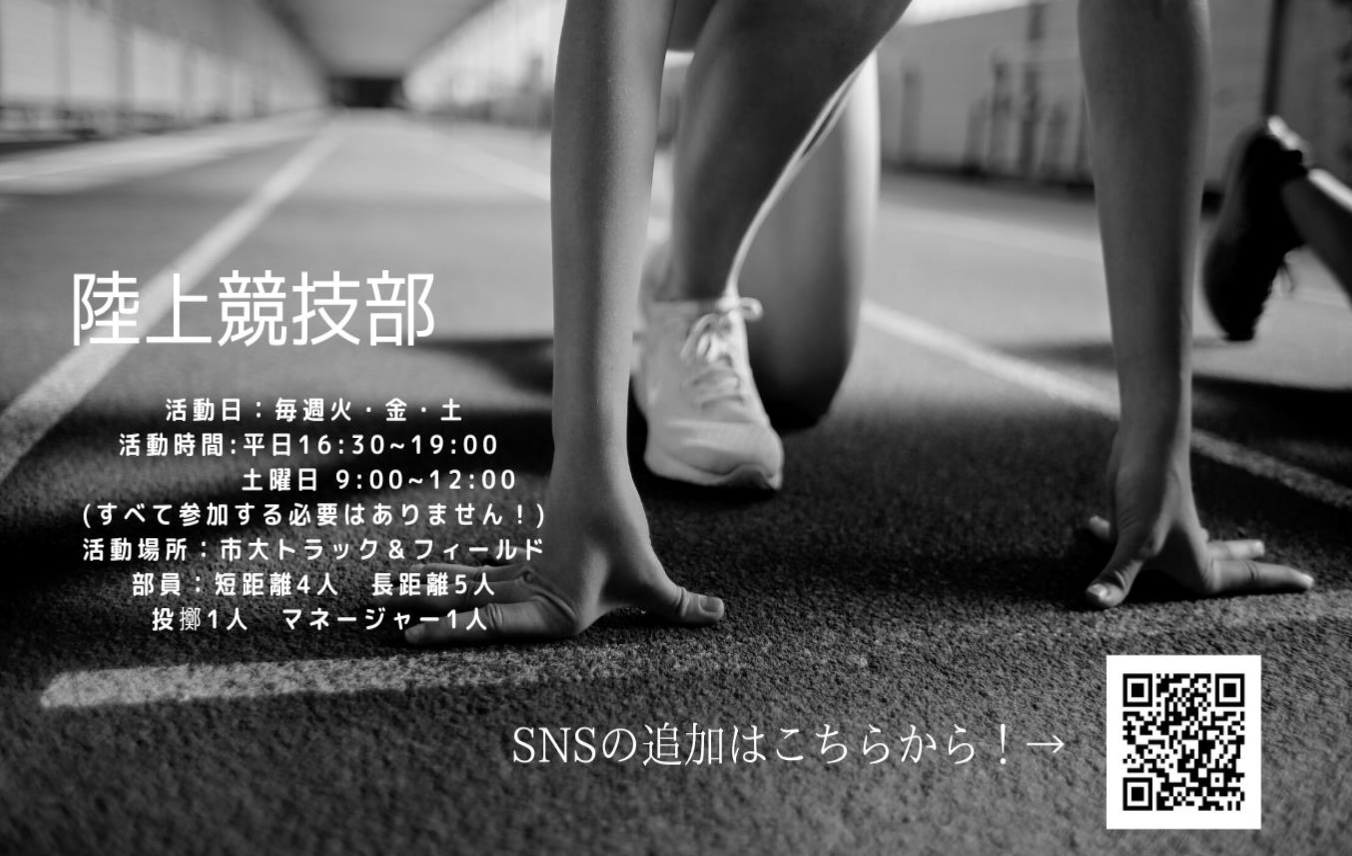 陸上競技部
活動日：毎週火・金・土
活動時間:平日16:30~19:00
土曜日 9:00~12:00
(すべて参加する必要はありません！)
活動場所：市大トラック＆フィールド
部員：短距離4人　長距離5人
投擲1人　マネージャー1人
SNSの追加はこちらから！→